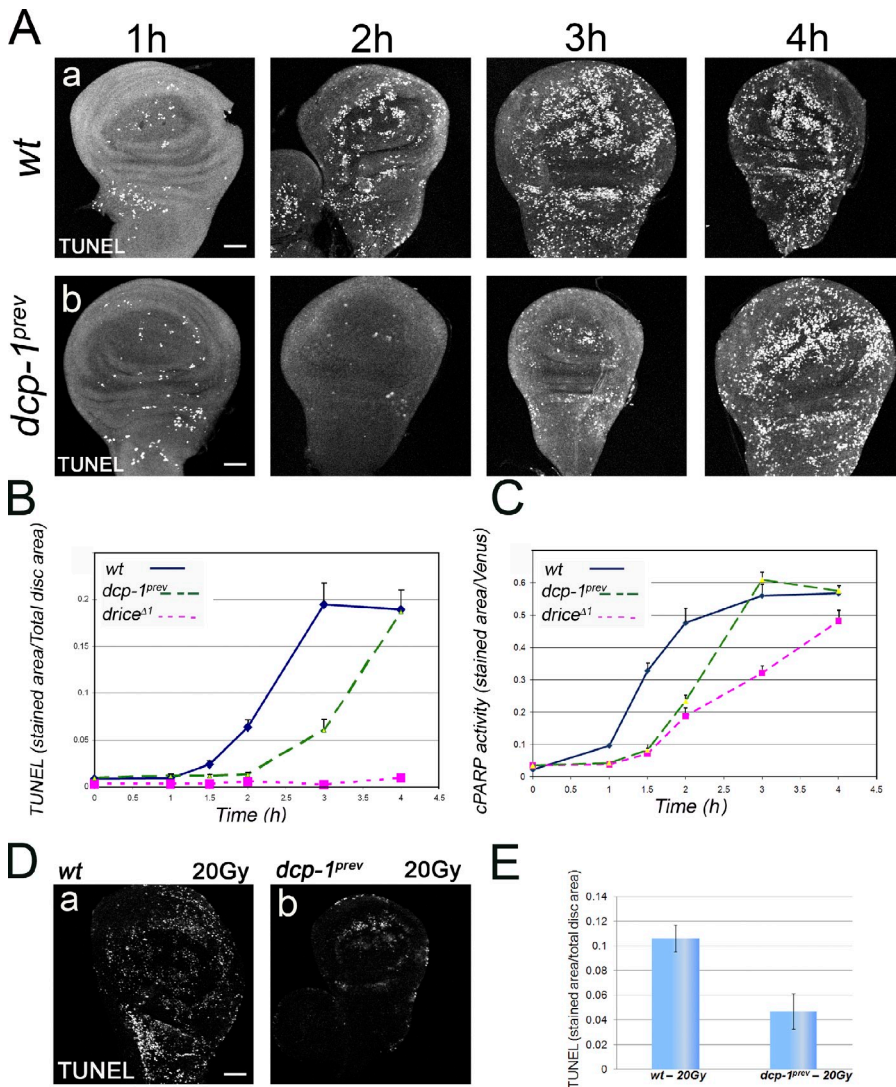 A
1h 2h 3h 4h
wt
a
TUNEL
dcp-1prev
b
TUNEL
B
TUNEL (stained area/Total disc area)
wt
dcp-1prev
driceΔ1
0.2
0.15
0.1
0.05
0
0 0.5 1 1.5 2 2.5 3 3.5 4 4.5
Time (h)
C
cPARP activity (stained area/Venus)
wt
dcp-1prev
driceΔ1
0.6
0.5
0.4
0.3
0.2
0.1
0
0 0.5 1 1.5 2 2.5 3 3.5 4 4.5
Time (h)
D
wt 20Gy
a
TUNEL
dcp-1prev 20Gy
b
E
TUNEL (stained area/total disc area)
0.14
0.12
0.1
0.08
0.06
0.04
0.02
0
wt – 20Gy dcp-1prev – 20Gy